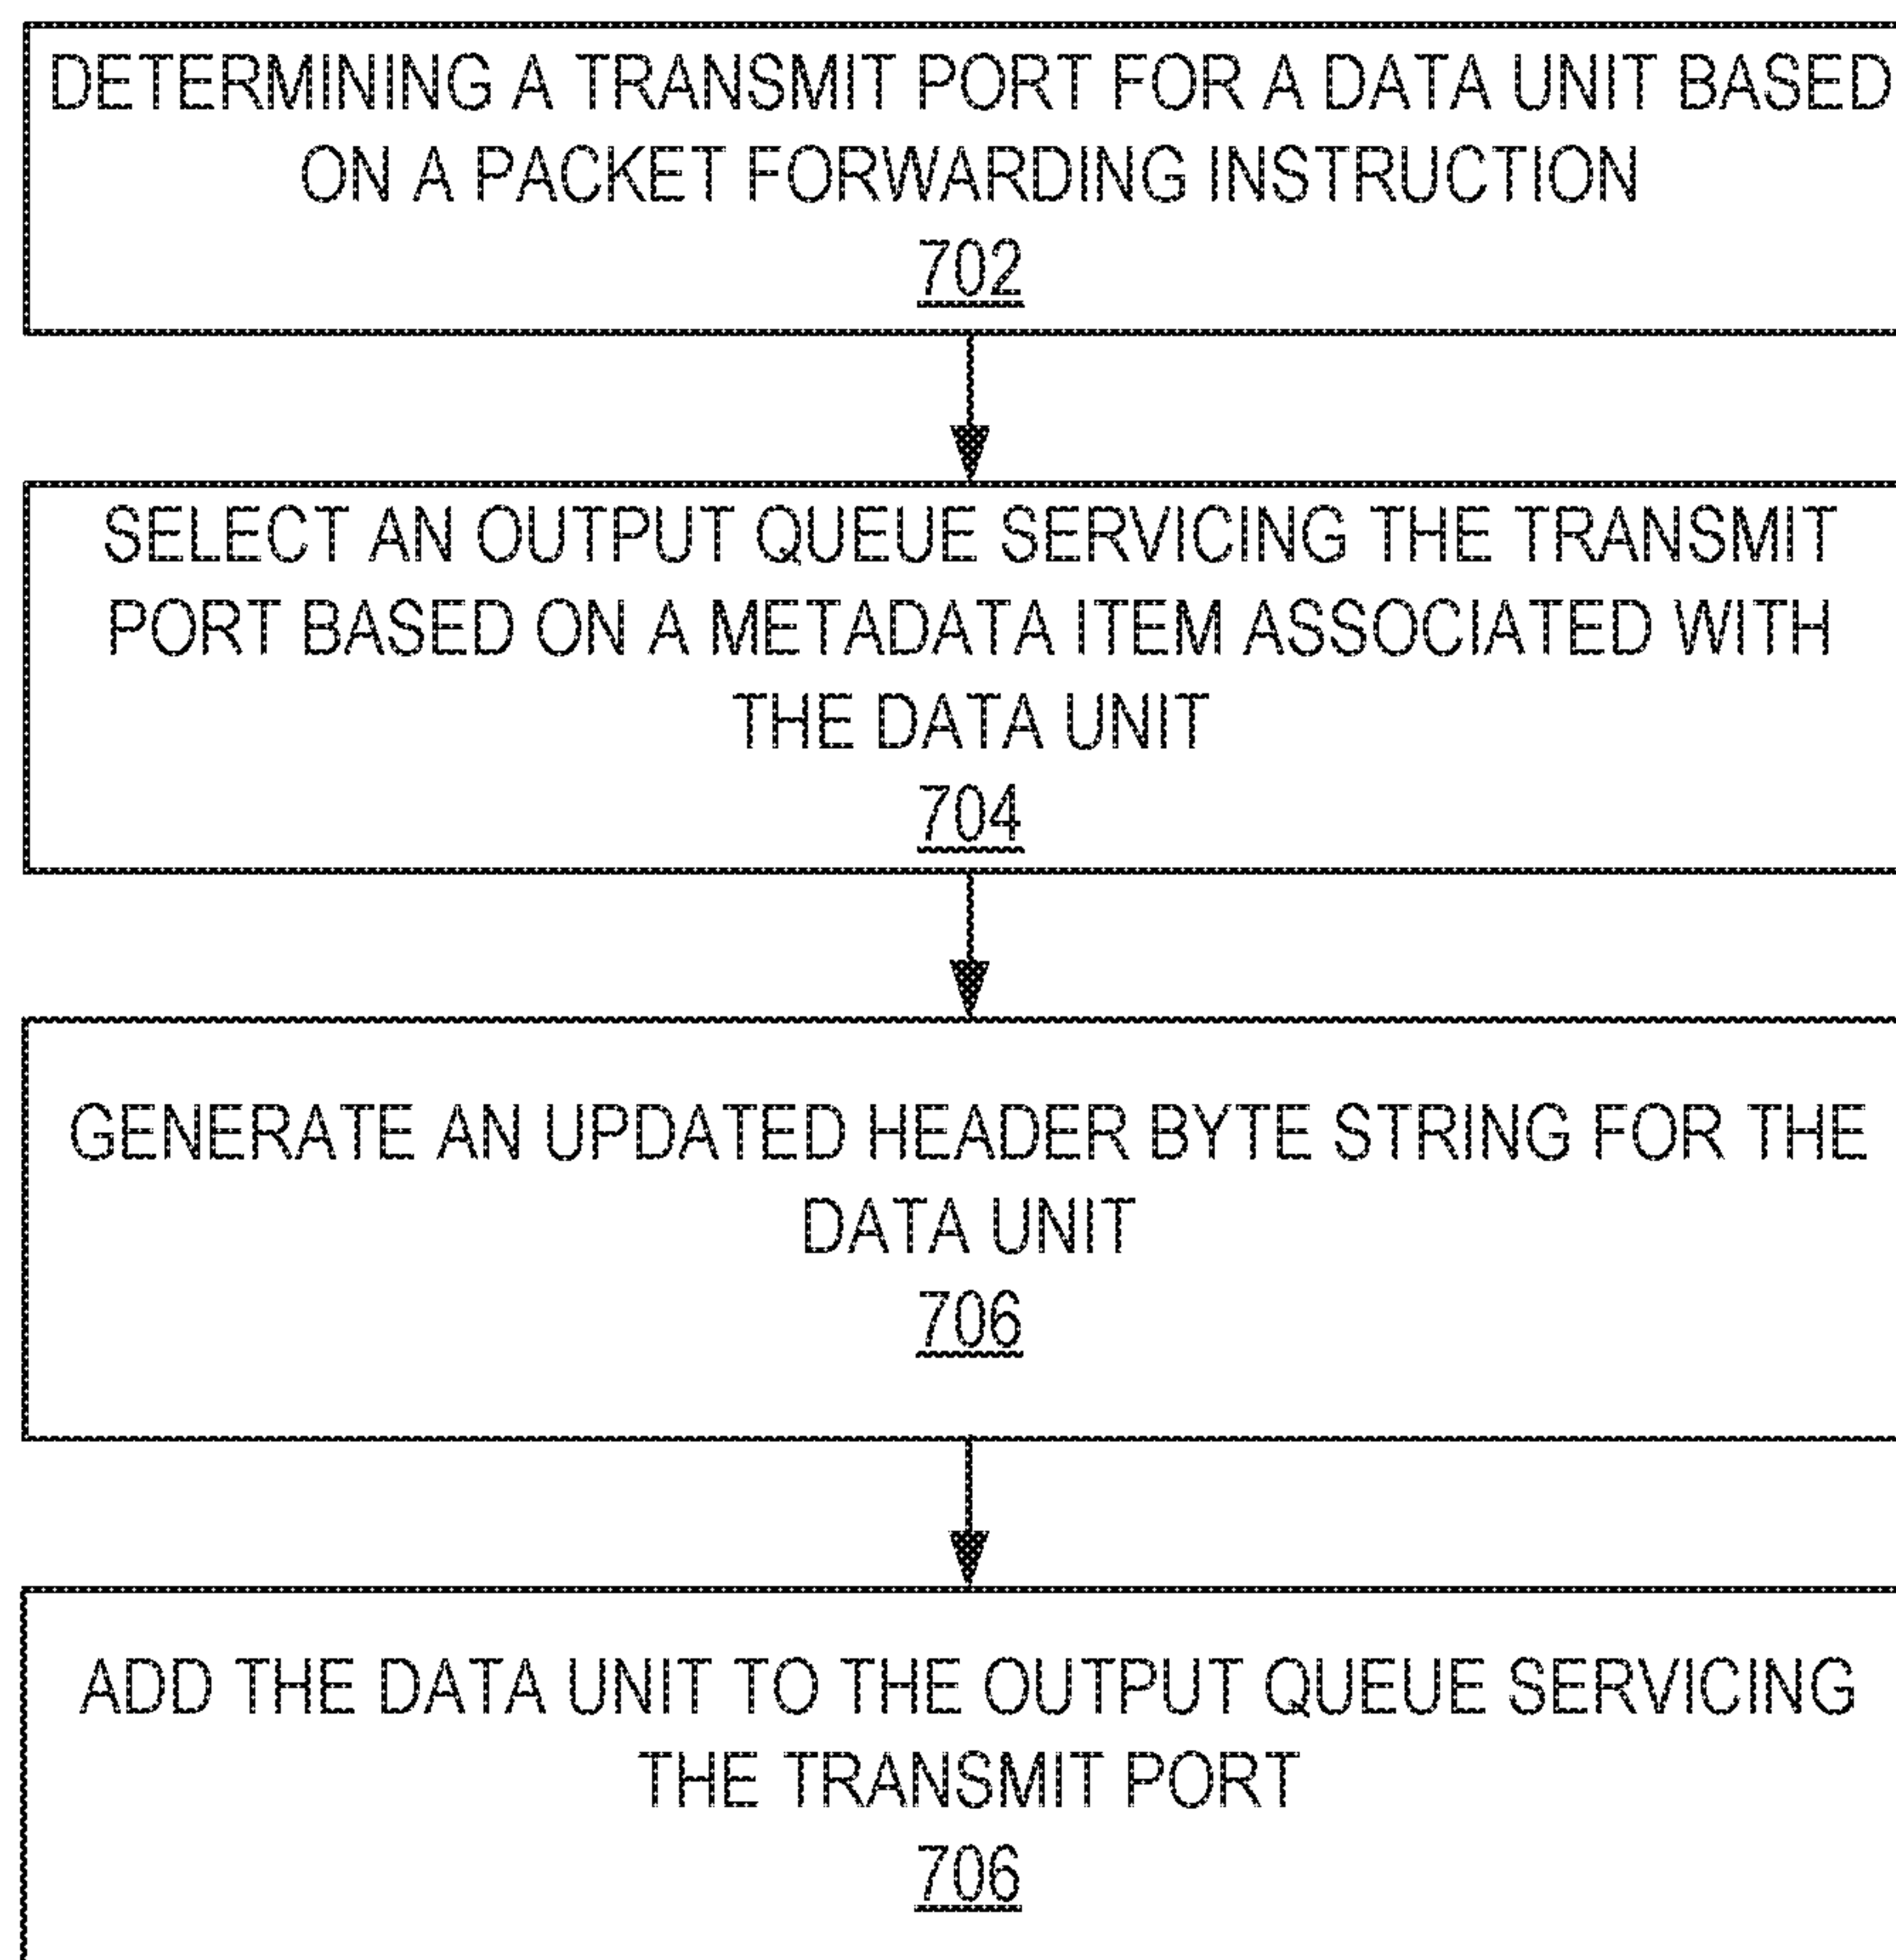 DETERMINING A TRANSMIT PORT FOR A DATA UNIT BASED
ON A PACKET FORWARDING INSTRUCTION
702
SELECT AN OUTPUT QUEUE SERVICING THE TRANSMIT
PORT BASED ON A METADATA ITEM ASSOCIATED WITH
THE DATA UNIT
704
GENERATE AN UPDATED HEADER BYTE STRING FOR THE
DATA UNIT
706
ADD THE DATA UNIT TO THE OUTPUT QUEUE SERVICING
THE TRANSMIT PORT
706